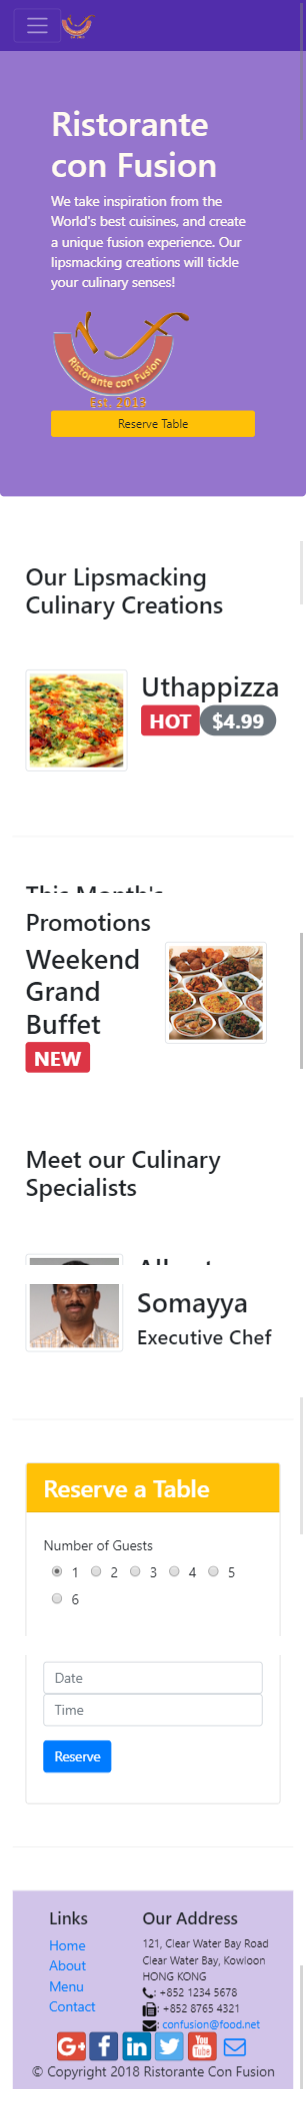 Ristorante
con Fusion
We take inspiration from the
World's best cuisines, and create
a unique fusion experience. Our
lipsmacking creations will tickle
your culinary senses!
Ristorante con Fusion
Est. 2013
Reserve Table
Our Lipsmacking
Culinary Creations
Uthappizza
HOT $4.99
This Month's
Promotions
Weekend
Grand
Buffet
NEW
Meet our Culinary
Specialists
Somayya
Executive Chef
Reserve a Table
Number of Guests
1 2 3 4 5
6
Date
Time
Reserve
Links
Home
About
Menu
Contact
Our Address
121, Clear Water Bay Road
Clear Water Bay, Kowloon
HONG KONG
: +852 1234 5678
: +852 8765 4321
: confusion@food.net
G+ f in You Tube
© Copyright 2018 Ristorante Con Fusion